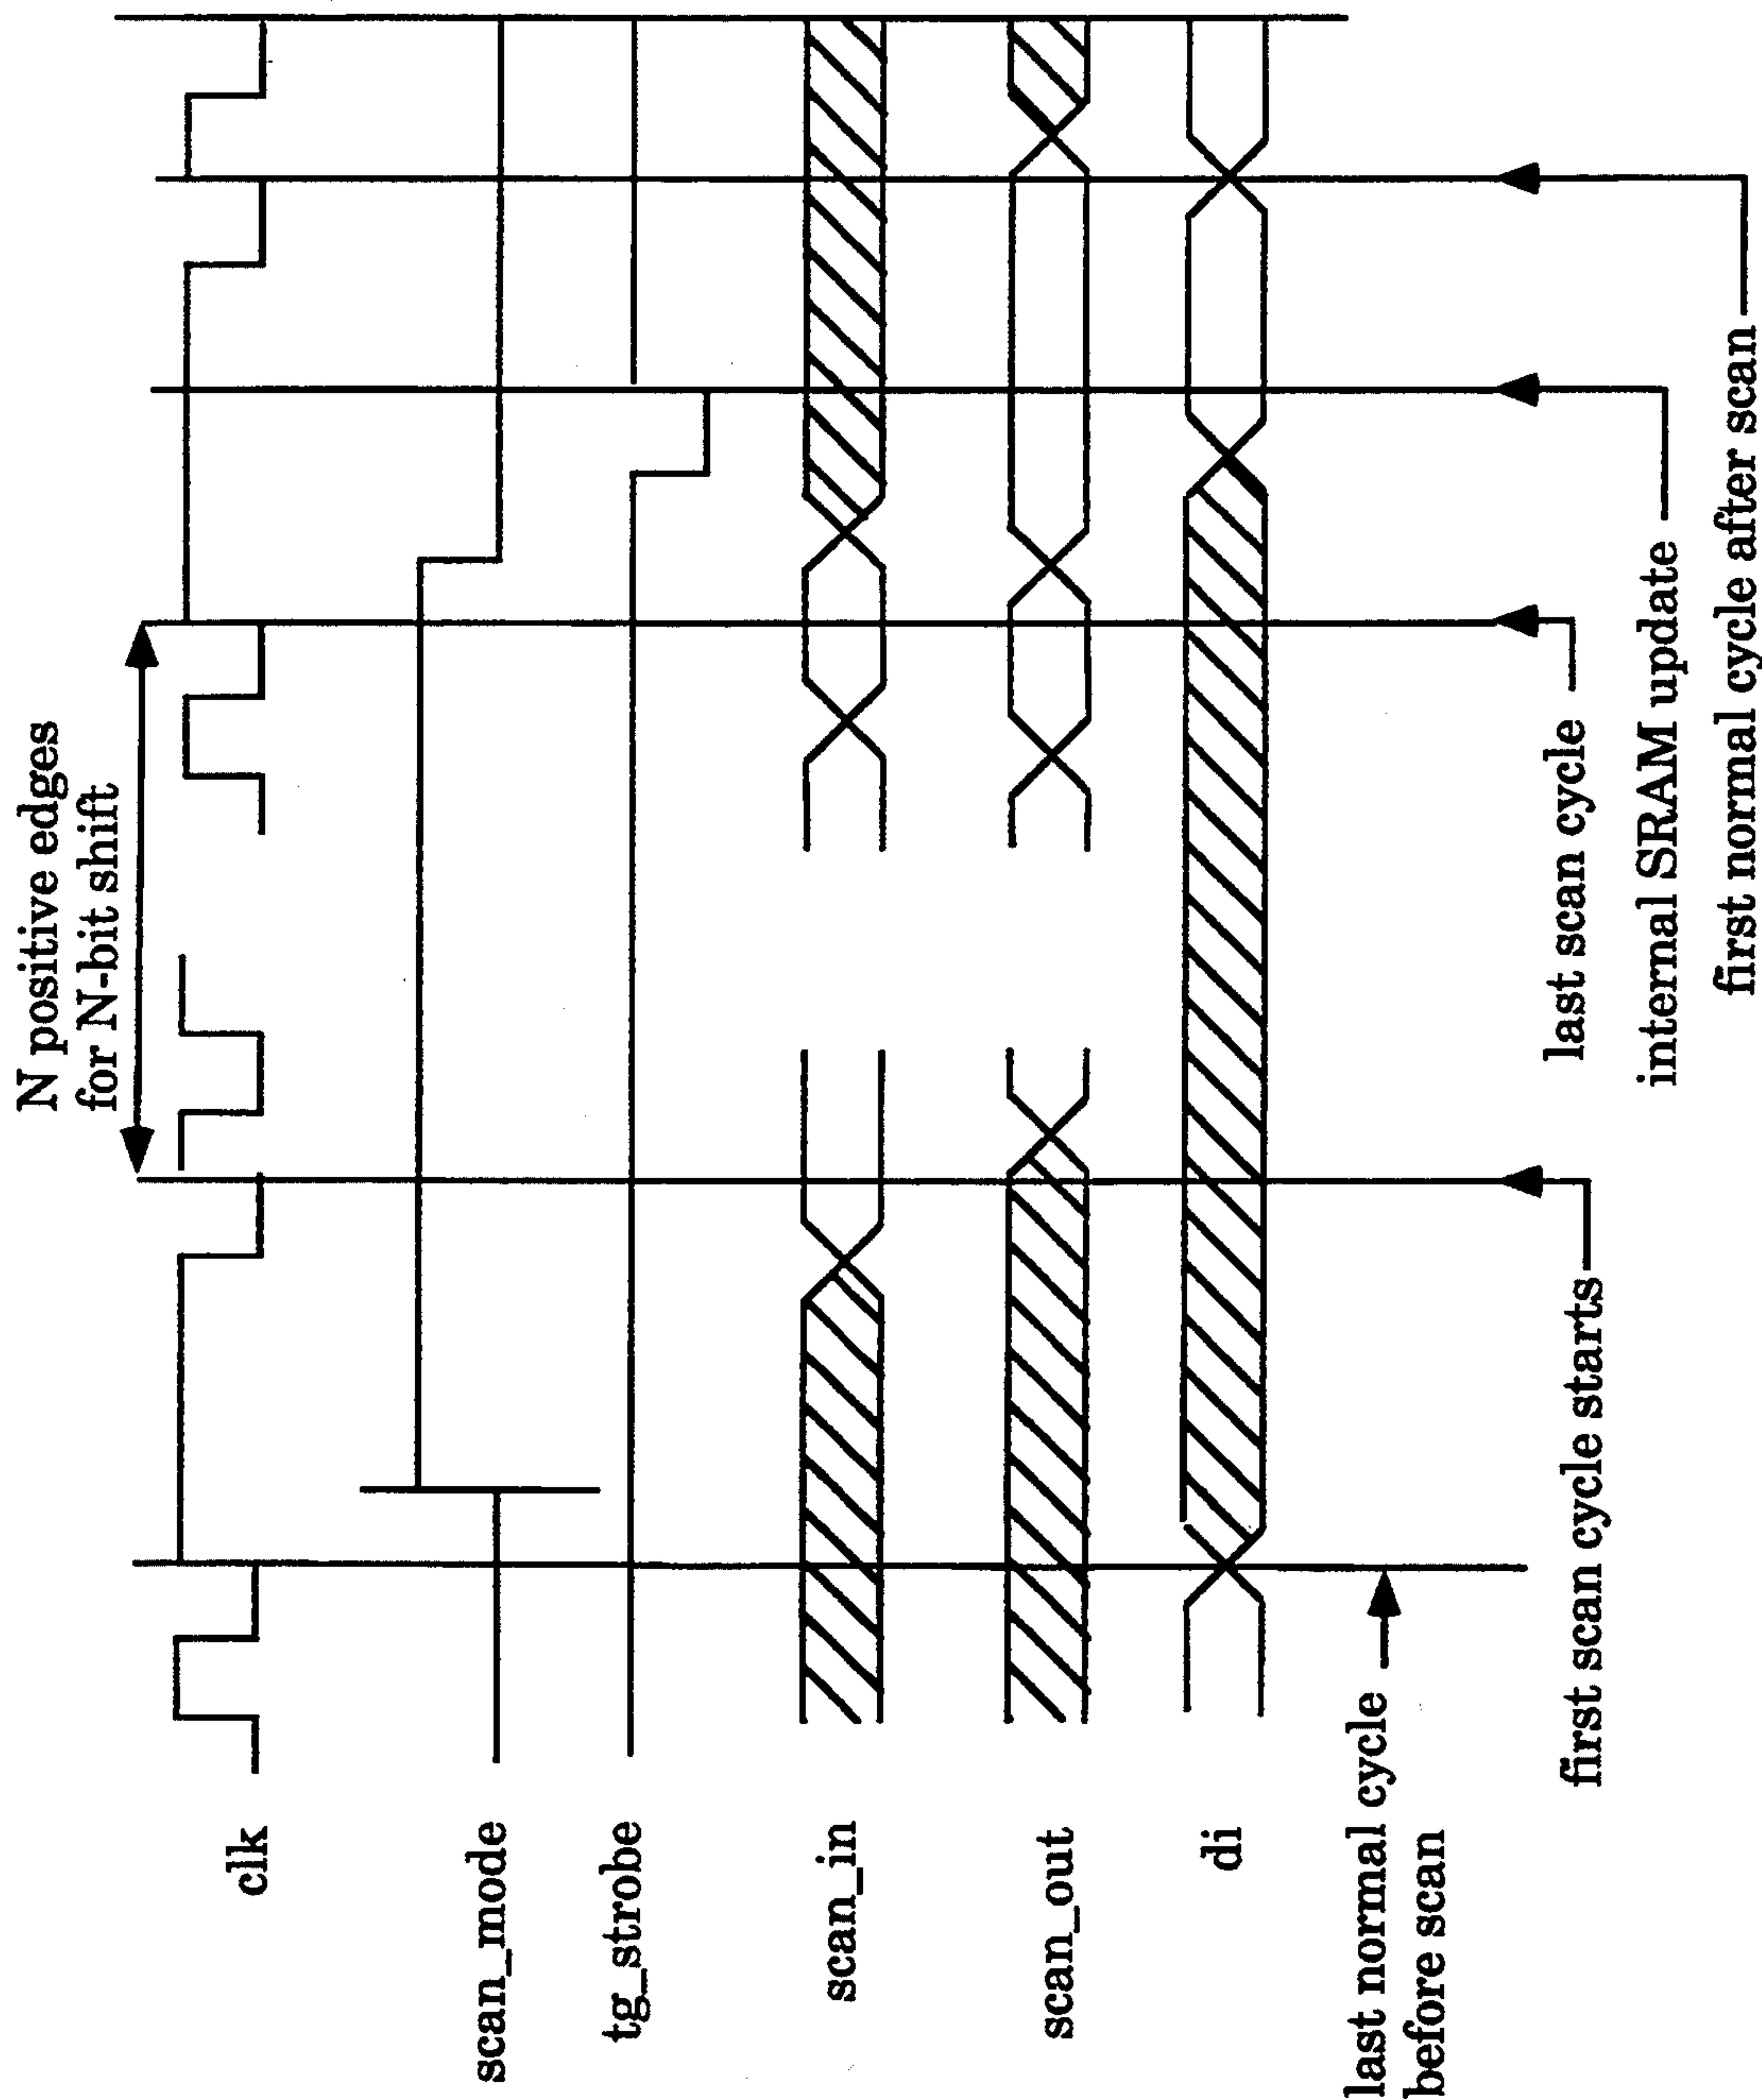 N positive edges
for N-bit shift
clk
scan_mode
tg_strobe
scan_in
scan_out
di
last normal cycle
before scan
first scan cycle starts
last scan cycle
internal SRAM update
first normal cycle after scan